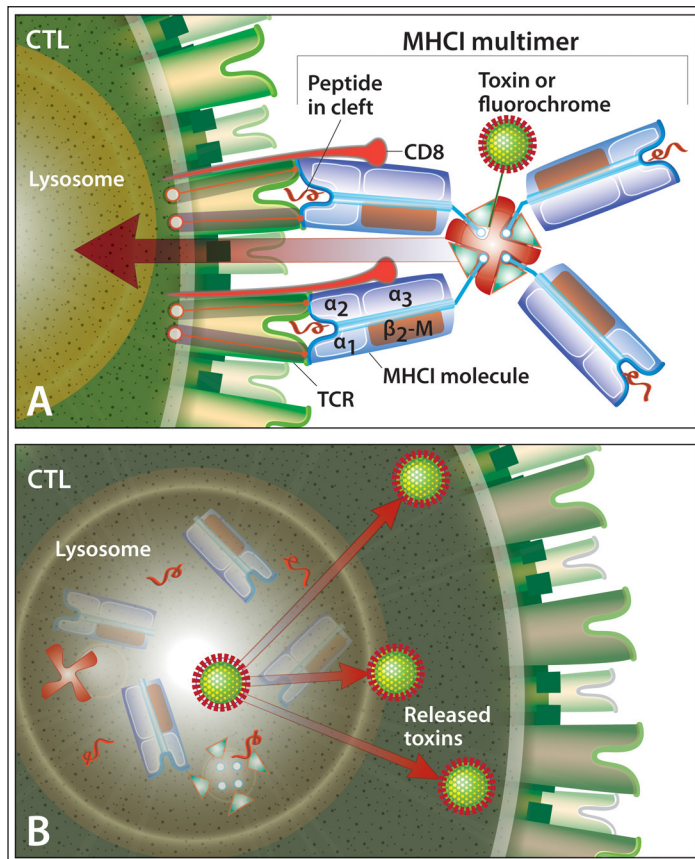 CTL
MHCI multimer
Peptide
in cleft
Toxin or
fluorochrome
CD8
Lysosome
α2
α3
α1
β2-M
MHCI molecule
TCR
A
CTL
Lysosome
Released
toxins
B